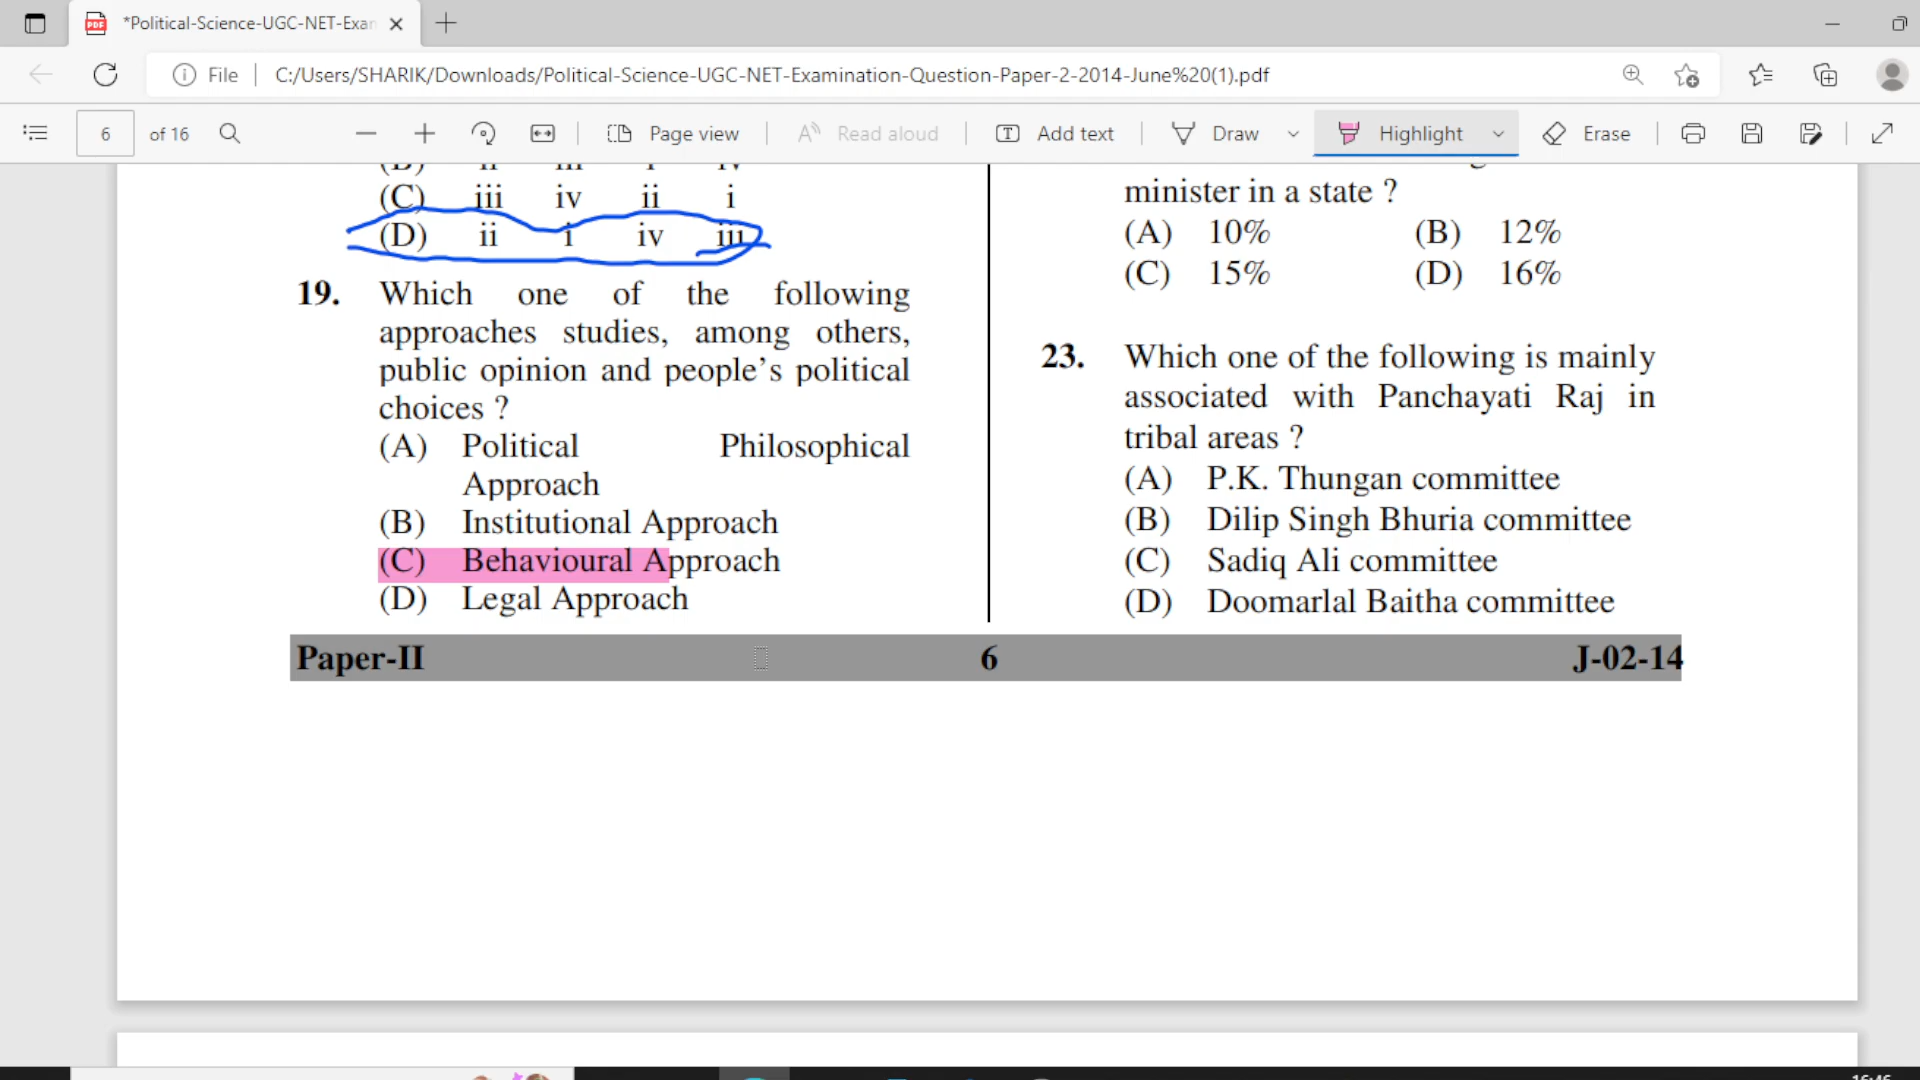 *Political-Science-UGC-NET-Exan
File
C:/Users/SHARIK/Downloads/Political-Science-UGC-NET-Examination-Question-Paper-2-2014-June%20(1).pdf
6 of 16
Page view
Read aloud
Add text
Draw
Highlight
Erase
(C) iii iv ii i
(D) ii i iv iii
19. Which one of the following
approaches studies, among others,
public opinion and people's political
choices ?
(A) Political Philosophical
Approach
(B) Institutional Approach
(C) Behavioural Approach
(D) Legal Approach
minister in a state ?
(A) 10% (B) 12%
(C) 15% (D) 16%
23. Which one of the following is mainly
associated with Panchayati Raj in
tribal areas ?
(A) P.K. Thungan committee
(B) Dilip Singh Bhuria committee
(C) Sadiq Ali committee
(D) Doomarlal Baitha committee
Paper-II 6 J-02-14